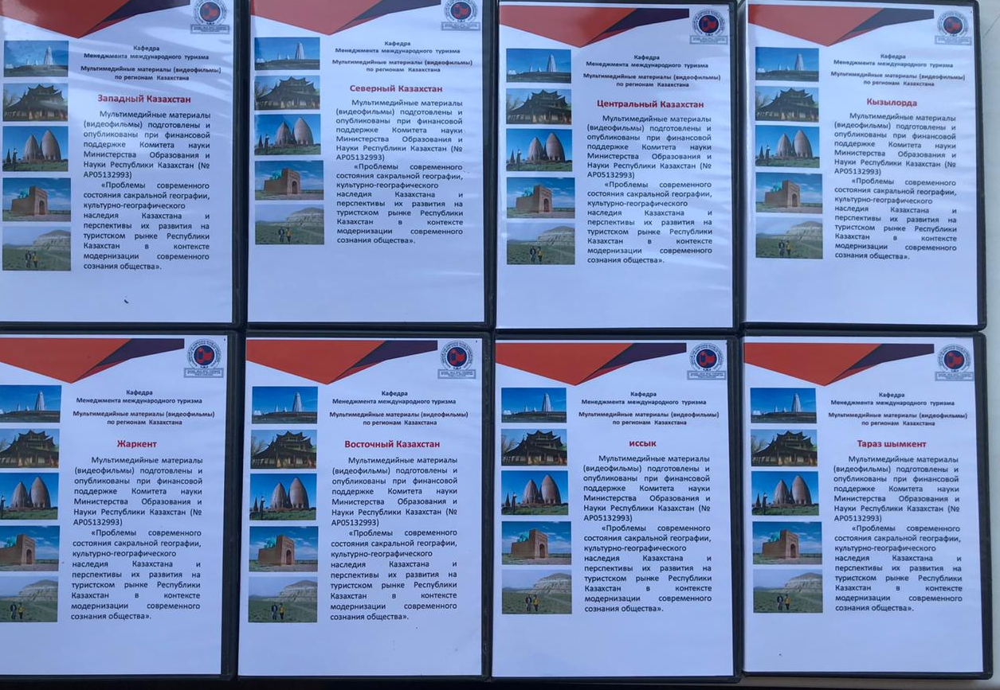 Кафедра
Менеджмента международного туризма
Мультимедийные материалы (видеофильмы)
по регионам Казахстана
Западный Казахстан
Мультимедийные материалы
(видеофильмы) подготовлены и
опубликованы при финансовой
поддержке Комитета науки
Министерства Образования и
Науки Республики Казахстан (№
АР05132993)
«Проблемы современного
состояния сакральной географии,
культурно-географического
наследия Казахстана и
перспективы их развития на
туристском рынке Республики
Казахстан в контексте
модернизации современного
сознания общества».
Кафедра
Менеджмента международного туризма
Мультимедийные материалы (видеофильмы)
по регионам Казахстана
Северный Казахстан
Мультимедийные материалы
(видеофильмы) подготовлены и
опубликованы при финансовой
поддержке Комитета науки
Министерства Образования и
Науки Республики Казахстан (№
АР05132993)
«Проблемы современного
состояния сакральной географии,
культурно-географического
наследия Казахстана и
перспективы их развития на
туристском рынке Республики
Казахстан в контексте
модернизации современного
сознания общества».
Кафедра
Менеджмента международного туризма
Мультимедийные материалы (видеофильмы)
по регионам Казахстана
Центральный Казахстан
Мультимедийные материалы
(видеофильмы) подготовлены и
опубликованы при финансовой
поддержке Комитета науки
Министерства Образования и
Науки Республики Казахстан (№
АР05132993)
«Проблемы современного
состояния сакральной географии,
культурно-географического
наследия Казахстана и
перспективы их развития на
туристском рынке Республики
Казахстан в контексте
модернизации современного
сознания общества».
Кафедра
Менеджмента международного туризма
Мультимедийные материалы (видеофильмы)
по регионам Казахстана
Кызылорда
Мультимедийные материалы
(видеофильмы) подготовлены и
опубликованы при финансовой
поддержке Комитета науки
Министерства Образования и
Науки Республики Казахстан (№
АР05132993)
«Проблемы современного
состояния сакральной географии,
культурно-географического
наследия Казахстана и
перспективы их развития на
туристском рынке Республики
Казахстан в контексте
модернизации современного
сознания общества».
Кафедра
Менеджмента международного туризма
Мультимедийные материалы (видеофильмы)
по регионам Казахстана
Жаркент
Мультимедийные материалы
(видеофильмы) подготовлены и
опубликованы при финансовой
поддержке Комитета науки
Министерства Образования и
Науки Республики Казахстан (№
АР05132993)
«Проблемы современного
состояния сакральной географии,
культурно-географического
наследия Казахстана и
перспективы их развития на
туристском рынке Республики
Казахстан в контексте
модернизации современного
сознания общества».
Кафедра
Менеджмента международного туризма
Мультимедийные материалы (видеофильмы)
по регионам Казахстана
Восточный Казахстан
Мультимедийные материалы
(видеофильмы) подготовлены и
опубликованы при финансовой
поддержке Комитета науки
Министерства Образования и
Науки Республики Казахстан (№
АР05132993)
«Проблемы современного
состояния сакральной географии,
культурно-географического
наследия Казахстана и
перспективы их развития на
туристском рынке Республики
Казахстан в контексте
модернизации современного
сознания общества».
Кафедра
Менеджмента международного туризма
Мультимедийные материалы (видеофильмы)
по регионам Казахстана
иссык
Мультимедийные материалы
(видеофильмы) подготовлены и
опубликованы при финансовой
поддержке Комитета науки
Министерства Образования и
Науки Республики Казахстан (№
АР05132993)
«Проблемы современного
состояния сакральной географии,
культурно-географического
наследия Казахстана и
перспективы их развития на
туристском рынке Республики
Казахстан в контексте
модернизации современного
сознания общества».
Кафедра
Менеджмента международного туризма
Мультимедийные материалы (видеофильмы)
по регионам Казахстана
Тараз шымкент
Мультимедийные материалы
(видеофильмы) подготовлены и
опубликованы при финансовой
поддержке Комитета науки
Министерства Образования и
Науки Республики Казахстан (№
АР05132993)
«Проблемы современного
состояния сакральной географии,
культурно-географического
наследия Казахстана и
перспективы их развития на
туристском рынке Республики
Казахстан в контексте
модернизации современного
сознания общества».